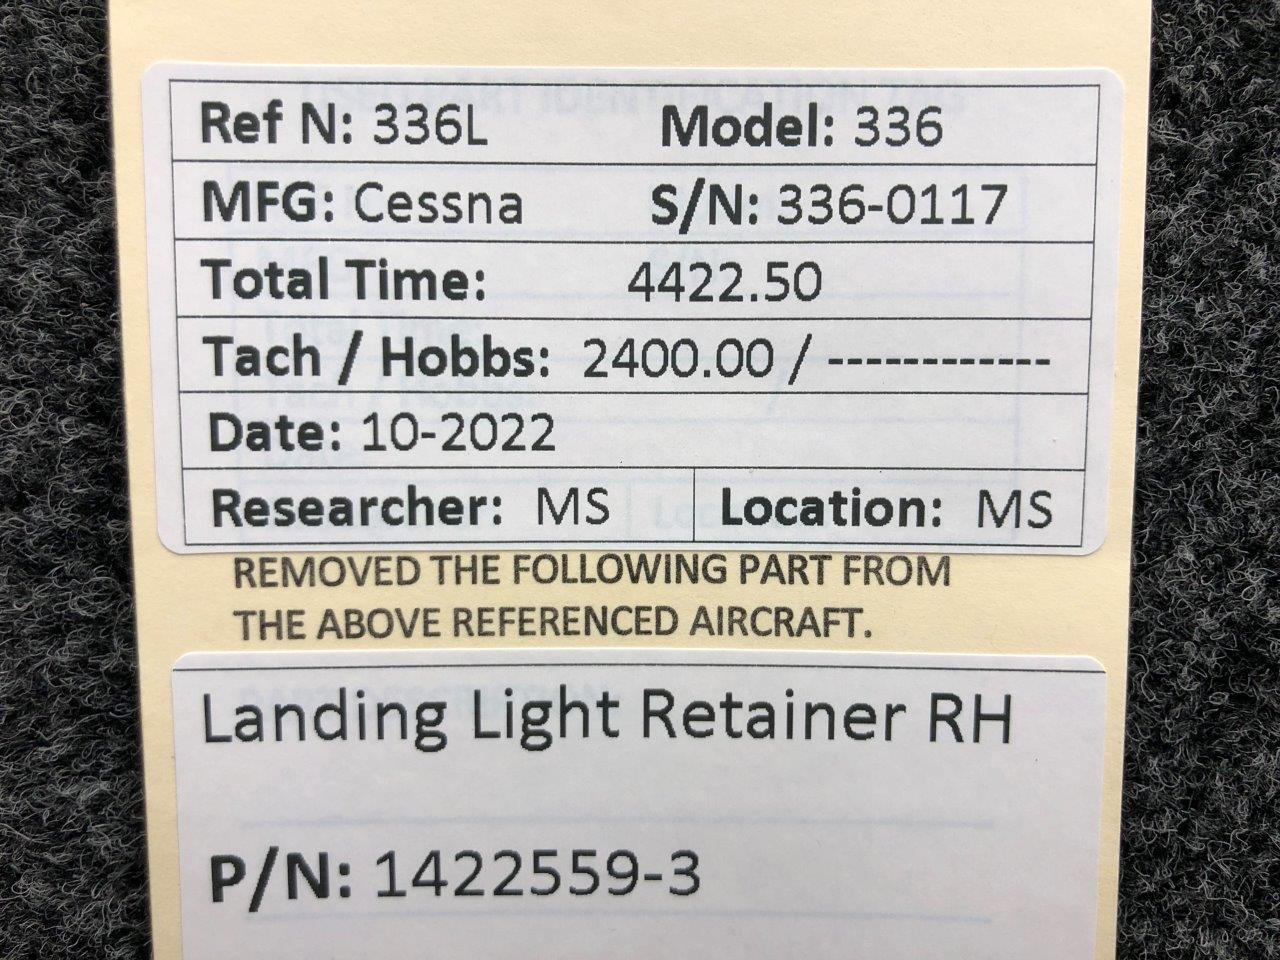 Ref N: 336L Model: 336
MFG: Cessna S/N: 336-0117
Total Time: 4422.50
Tach / Hobbs: 2400.00 / ------------
Date: 10-2022
Researcher: MS Location: MS
REMOVED THE FOLLOWING PART FROM
THE ABOVE REFERENCED AIRCRAFT.
Landing Light Retainer RH
P/N: 1422559-3